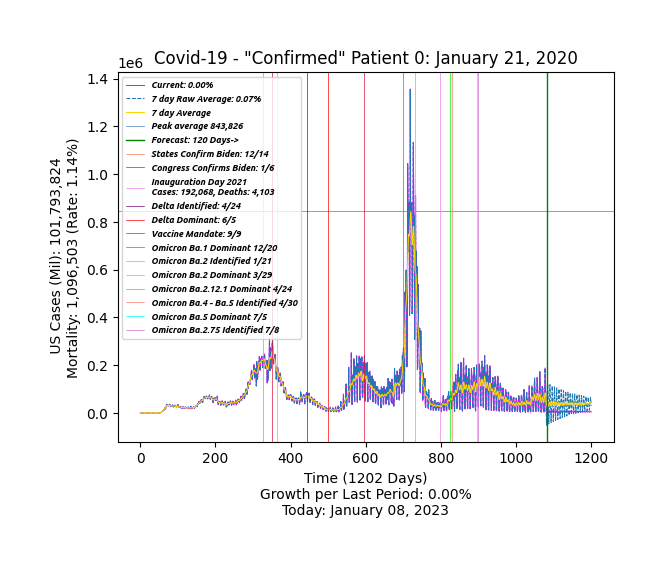 Covid-19 - "Confirmed" Patient 0: January 21, 2020
1e6
1.4
1.2
1.0
0.8
0.6
0.4
0.2
0.0
US Cases (Mil): 101,793,824
Mortality: 1,096,503 (Rate: 1.14%)
Current: 0.00%
7 day Raw Average: 0.07%
7 day Average
Peak average 843,826
Forecast: 120 Days->
States Confirm Biden: 12/14
Congress Confirms Biden: 1/6
Inauguration Day 2021
Cases: 192,068, Deaths: 4,103
Delta Identified: 4/24
Delta Dominant: 6/5
Vaccine Mandate: 9/9
Omicron Ba.1 Dominant 12/20
Omicron Ba.2 Identified 1/21
Omicron Ba.2 Dominant 3/29
Omicron Ba.2.12.1 Dominant 4/24
Omicron Ba.4 - Ba.5 Identified 4/30
Omicron Ba.5 Dominant 7/5
Omicron Ba.2.75 Identified 7/8
0 200 400 600 800 1000 1200
Time (1202 Days)
Growth per Last Period: 0.00%
Today: January 08, 2023